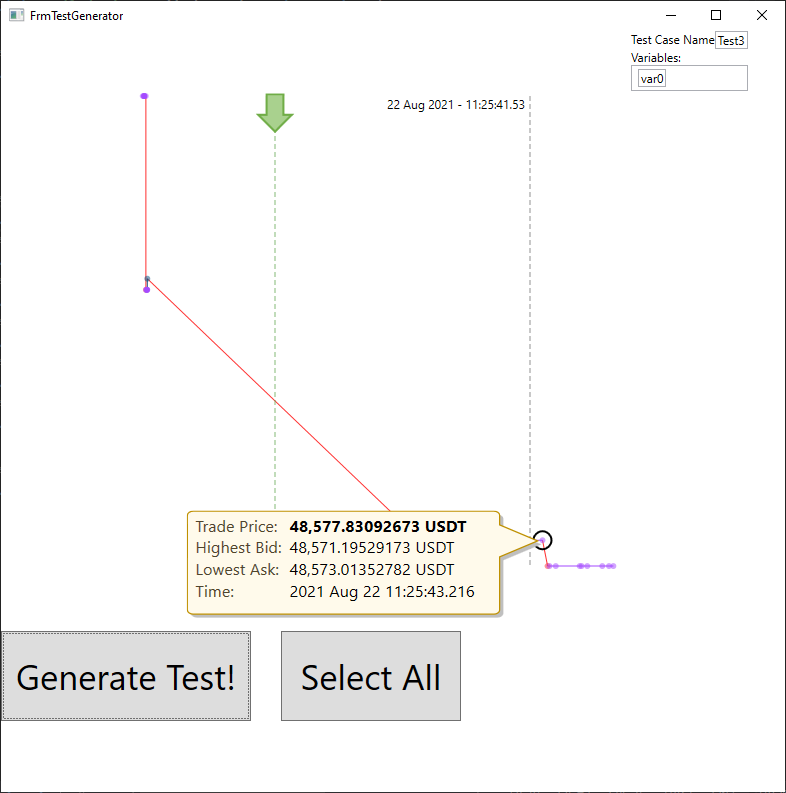 FrmTestGenerator
Test Case Name Test3
Variables:
var0
22 Aug 2021 - 11:25:41.53
Trade Price: 48,577.83092673 USDT
Highest Bid: 48,571.19529173 USDT
Lowest Ask: 48,573.01352782 USDT
Time: 2021 Aug 22 11:25:43.216
Generate Test! Select All